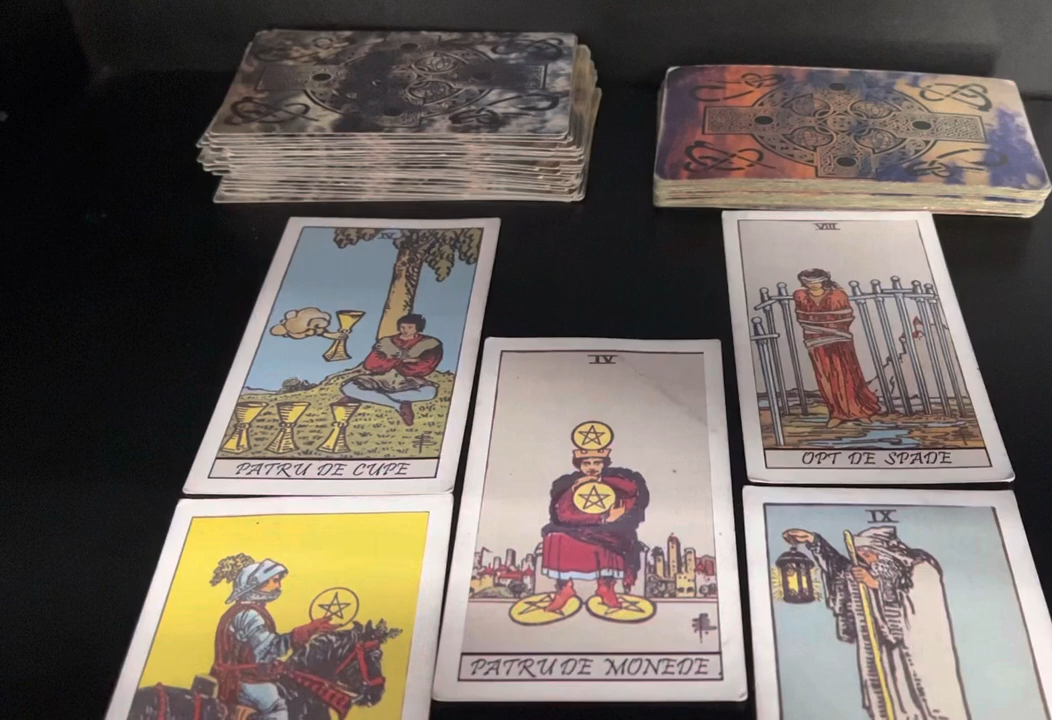 IV
PATRU DE CUPE
VIII
OPT DE SPADE
IV
PATRU DE MONEDE
IX